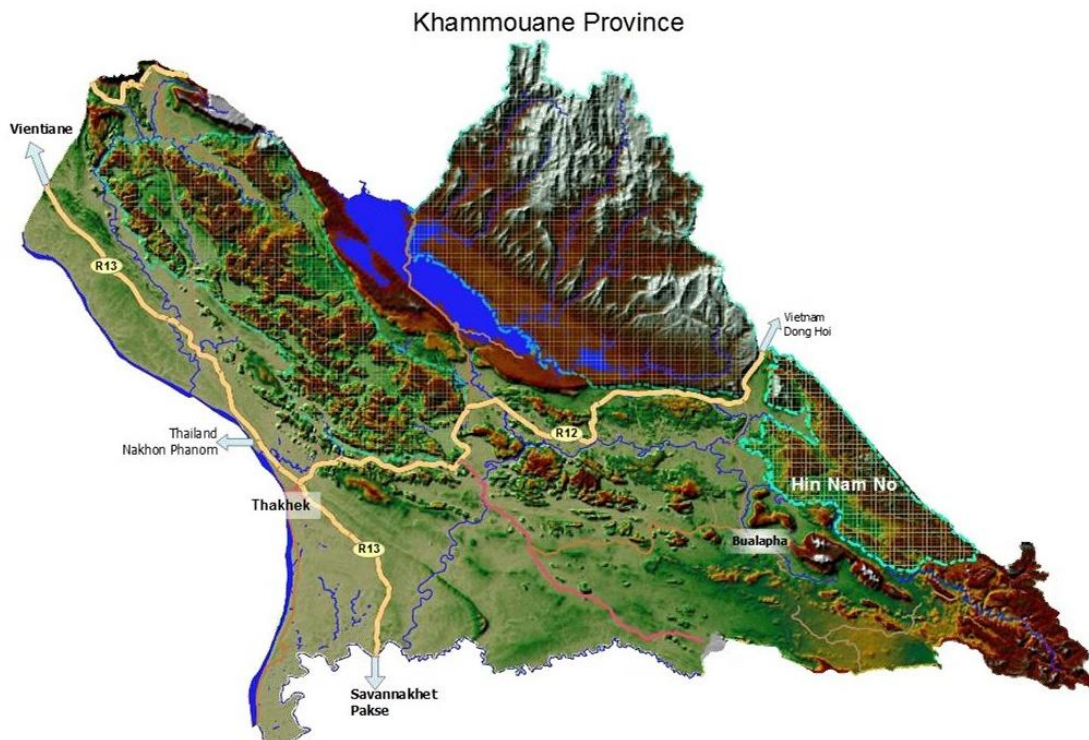 Khammouane Province
Vientiane
R13
Vietnam
Dong Hoi
Thailand
Nakhon Phanom
R12
Hin Nam No
Thakhek
R13
Bualapha
Savannakhet
Pakse